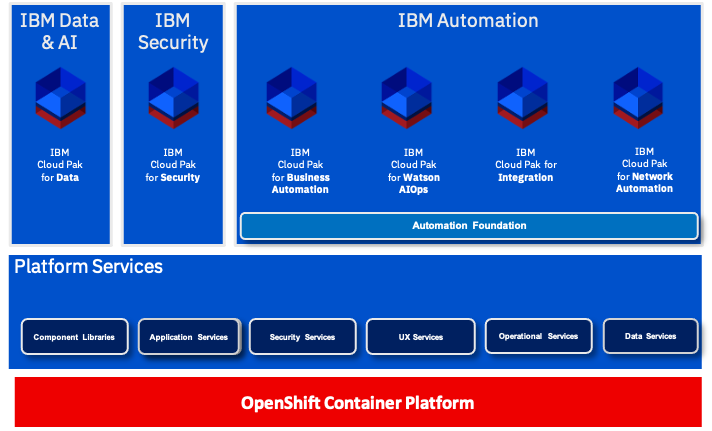 IBM Data
& AI
IBM
Cloud Pak
for Data
IBM
Security
IBM
Cloud Pak
for Security
IBM Automation
IBM
Cloud Pak
for Business
Automation
IBM
Cloud Pak
for Watson
AIOps
IBM
Cloud Pak for
Integration
IBM
Cloud Pak
for Network
Automation
Automation Foundation
Platform Services
Component Libraries
Application Services
Security Services
UX Services
Operational Services
Data Services
OpenShift Container Platform